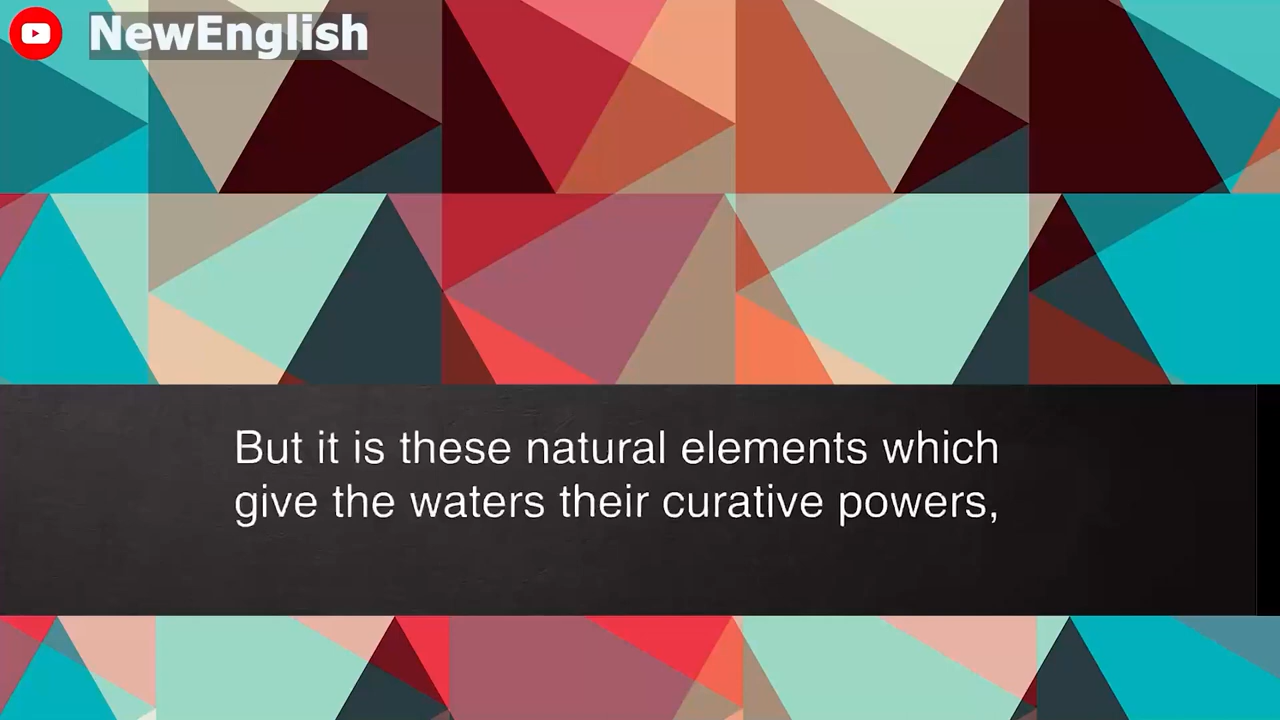 NewEnglish
But it is these natural elements which
give the waters their curative powers,